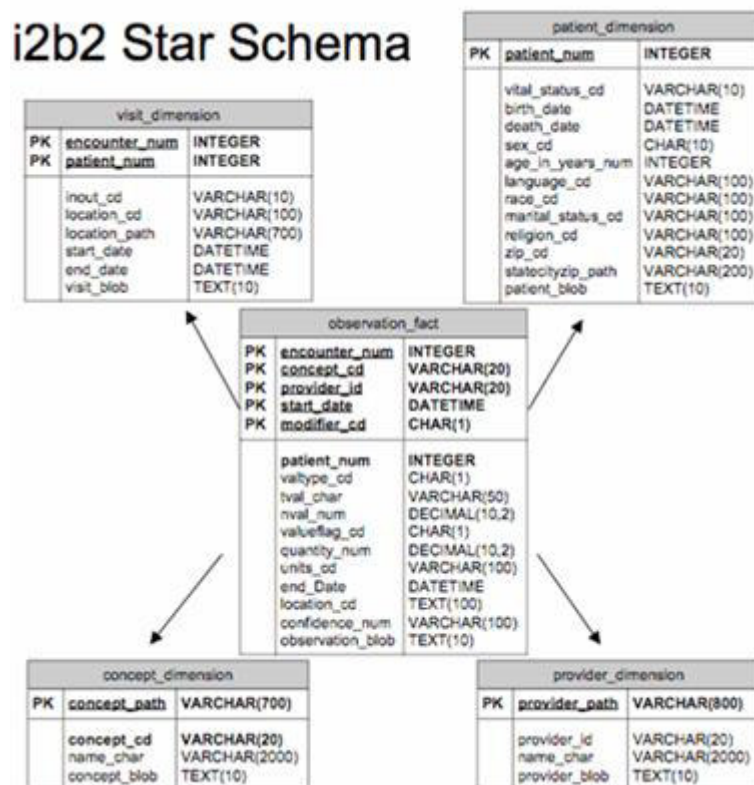 i2b2 Star Schema
patient_dimension
PK patient_num INTEGER
vital_status_cd VARCHAR(10)
birth_date DATETIME
death_date DATETIME
sex_cd CHAR(10)
age_in_years_num INTEGER
language_cd VARCHAR(100)
race_cd VARCHAR(100)
marital_status_cd VARCHAR(100)
religion_cd VARCHAR(100)
zip_cd VARCHAR(20)
statecityzip_path VARCHAR(200)
patient_blob TEXT(10)
visit_dimension
PK encounter_num INTEGER
PK patient_num INTEGER
inout_cd VARCHAR(10)
location_cd VARCHAR(100)
location_path VARCHAR(700)
start_date DATETIME
end_date DATETIME
visit_blob TEXT(10)
observation_fact
PK encounter_num INTEGER
PK concept_cd VARCHAR(20)
PK provider_id VARCHAR(20)
PK start_date DATETIME
PK modifier_cd CHAR(1)
patient_num INTEGER
valtype_cd CHAR(1)
tval_char VARCHAR(50)
nval_num DECIMAL(10,2)
valueflag_cd CHAR(1)
quantity_num DECIMAL(10,2)
units_cd VARCHAR(100)
end_Date DATETIME
location_cd TEXT(100)
confidence_num VARCHAR(100)
observation_blob TEXT(10)
concept_dimension
PK concept_path VARCHAR(700)
concept_cd VARCHAR(20)
name_char VARCHAR(2000)
concept_blob TEXT(10)
provider_dimension
PK provider_path VARCHAR(800)
provider_id VARCHAR(20)
name_char VARCHAR(2000)
provider_blob TEXT(10)